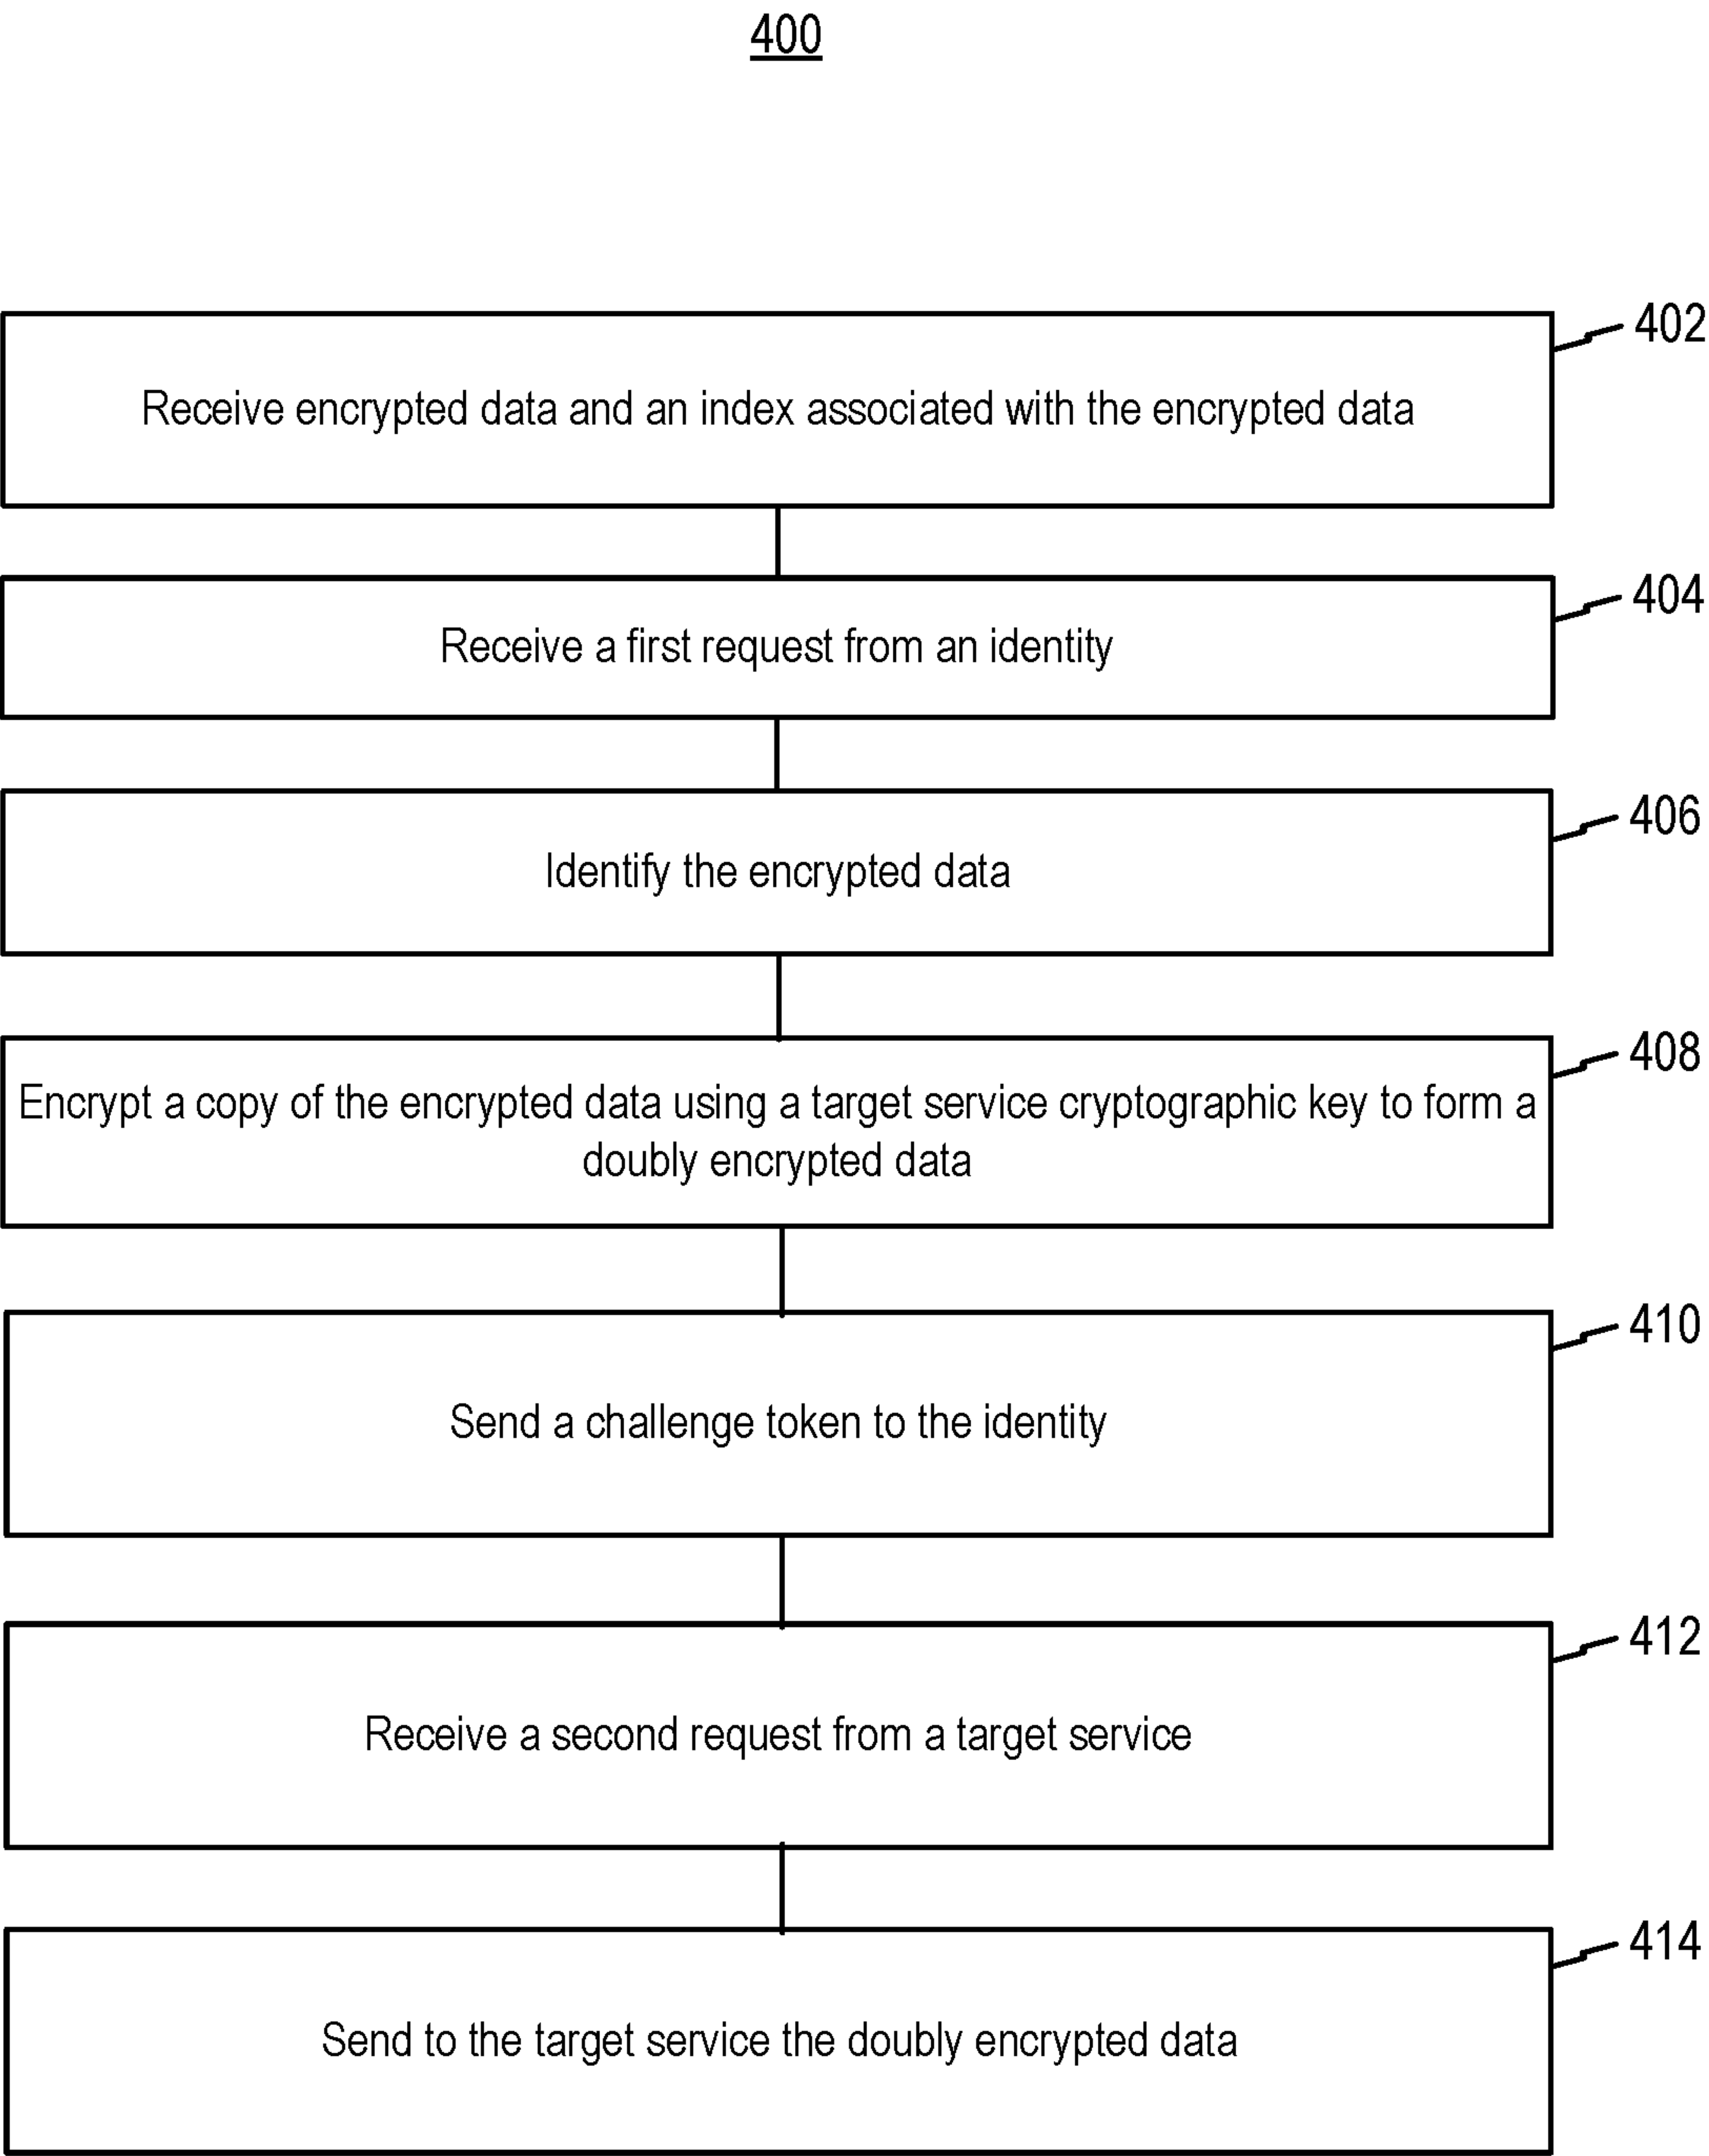 400
402
Receive encrypted data and an index associated with the encrypted data
404
Receive a first request from an identity
406
Identify the encrypted data
408
Encrypt a copy of the encrypted data using a target service cryptographic key to form a
doubly encrypted data
410
Send a challenge token to the identity
412
Receive a second request from a target service
414
Send to the target service the doubly encrypted data